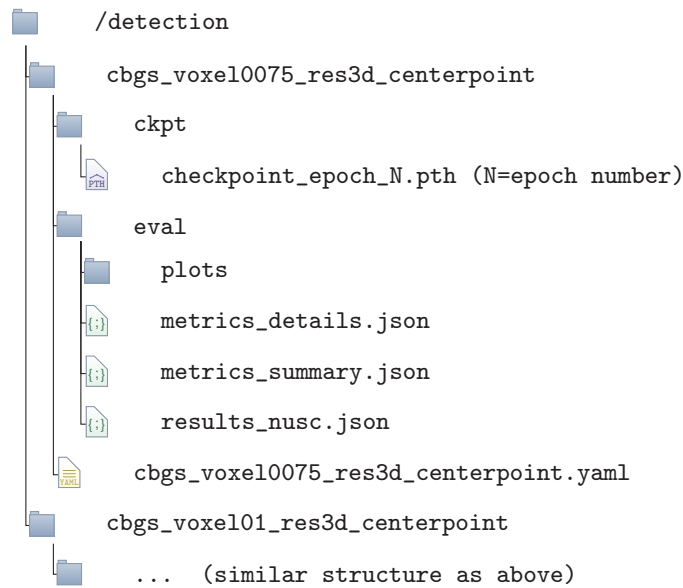 /detection
cbgs_voxel0075_res3d_centerpoint
ckpt
PTH checkpoint_epoch_N.pth (N=epoch number)
eval
plots
{;} metrics_details.json
{;} metrics_summary.json
{;} results_nusc.json
YAML cbgs_voxel0075_res3d_centerpoint.yaml
cbgs_voxel01_res3d_centerpoint
... (similar structure as above)